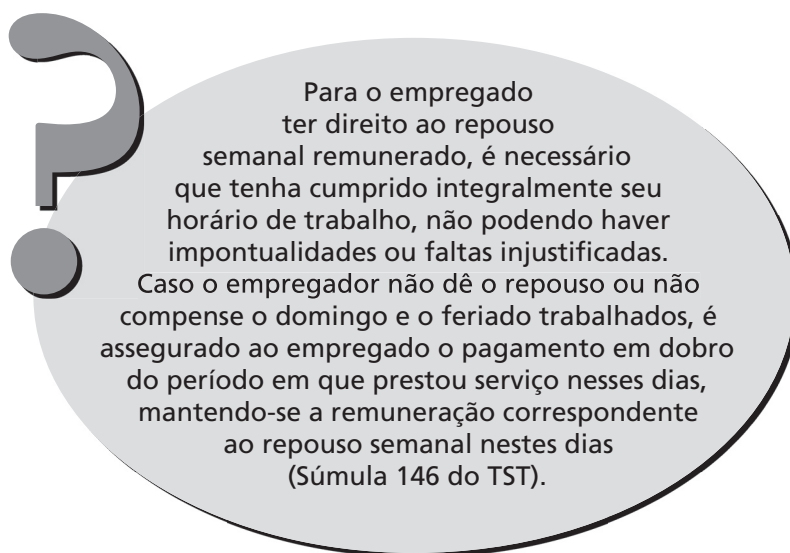 Para o empregado
ter direito ao repouso
semanal remunerado, é necessário
que tenha cumprido integralmente seu
horário de trabalho, não podendo haver
impontualidades ou faltas injustificadas.
Caso o empregador não dê o repouso ou não
compense o domingo e o feriado trabalhados, é
assegurado ao empregado o pagamento em dobro
do período em que prestou serviço nesses dias,
mantendo-se a remuneração correspondente
ao repouso semanal nestes dias
(Súmula 146 do TST).